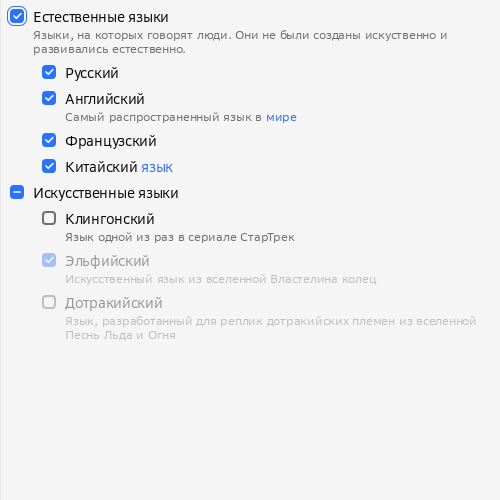 Естественные языки
Языки, на которых говорят люди. Они не были созданы искуственно и
развивались естественно.
Русский
Английский
Самый распространенный язык в мире
Французский
Китайский язык
Искусственные языки
Клингонский
Язык одной из раз в сериале СтарТрек
Эльфийский
Искусственный язык из вселенной Властелина колец
Дотракийский
Язык, разработанный для реплик дотракийских племен из вселенной
Песнь Льда и Огня